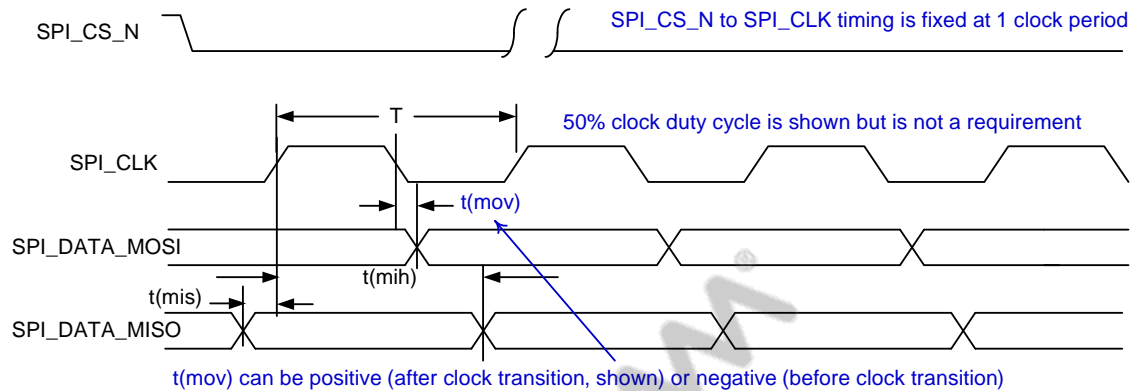 SPI_CS_N
SPI_CS_N to SPI_CLK timing is fixed at 1 clock period
T
50% clock duty cycle is shown but is not a requirement
SPI_CLK
t(mov)
SPI_DATA_MOSI
t(mih)
t(mis)
SPI_DATA_MISO
t(mov) can be positive (after clock transition, shown) or negative (before clock transition)